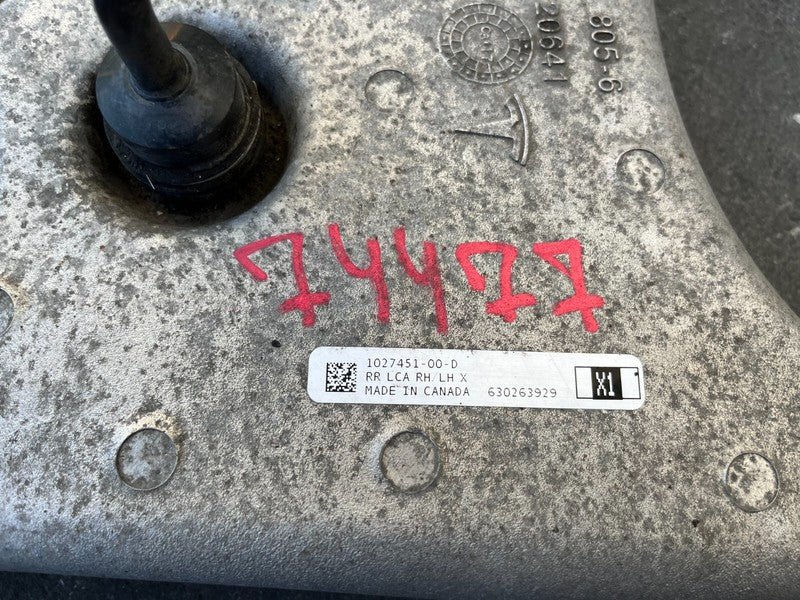 805-6
20641
74477
1027451-00-D
RR LCA RH/LH X
MADE IN CANADA 630263929
X1